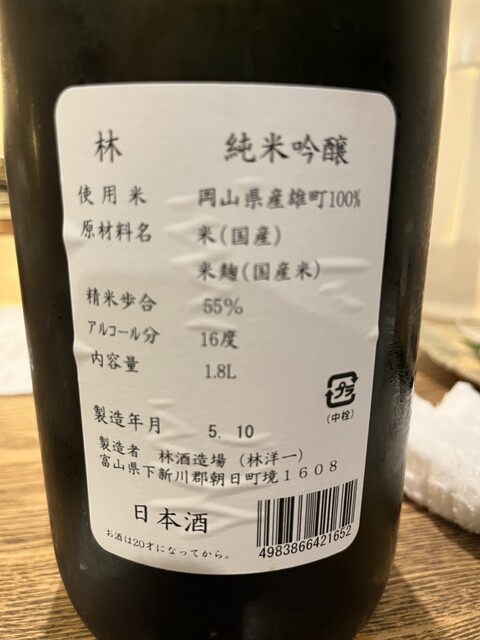 林 純米吟醸
使用米 岡山県産雄町100%
原材料名 米(国産)
米麹(国産米)
精米歩合 55%
アルコール分 16度
内容量 1.8L
プラ
(中栓)
製造年月 5. 10
製造者 林酒造場 (林洋一)
富山県下新川郡朝日町境1608
日本酒
お酒は20才になってから。
4983866421652